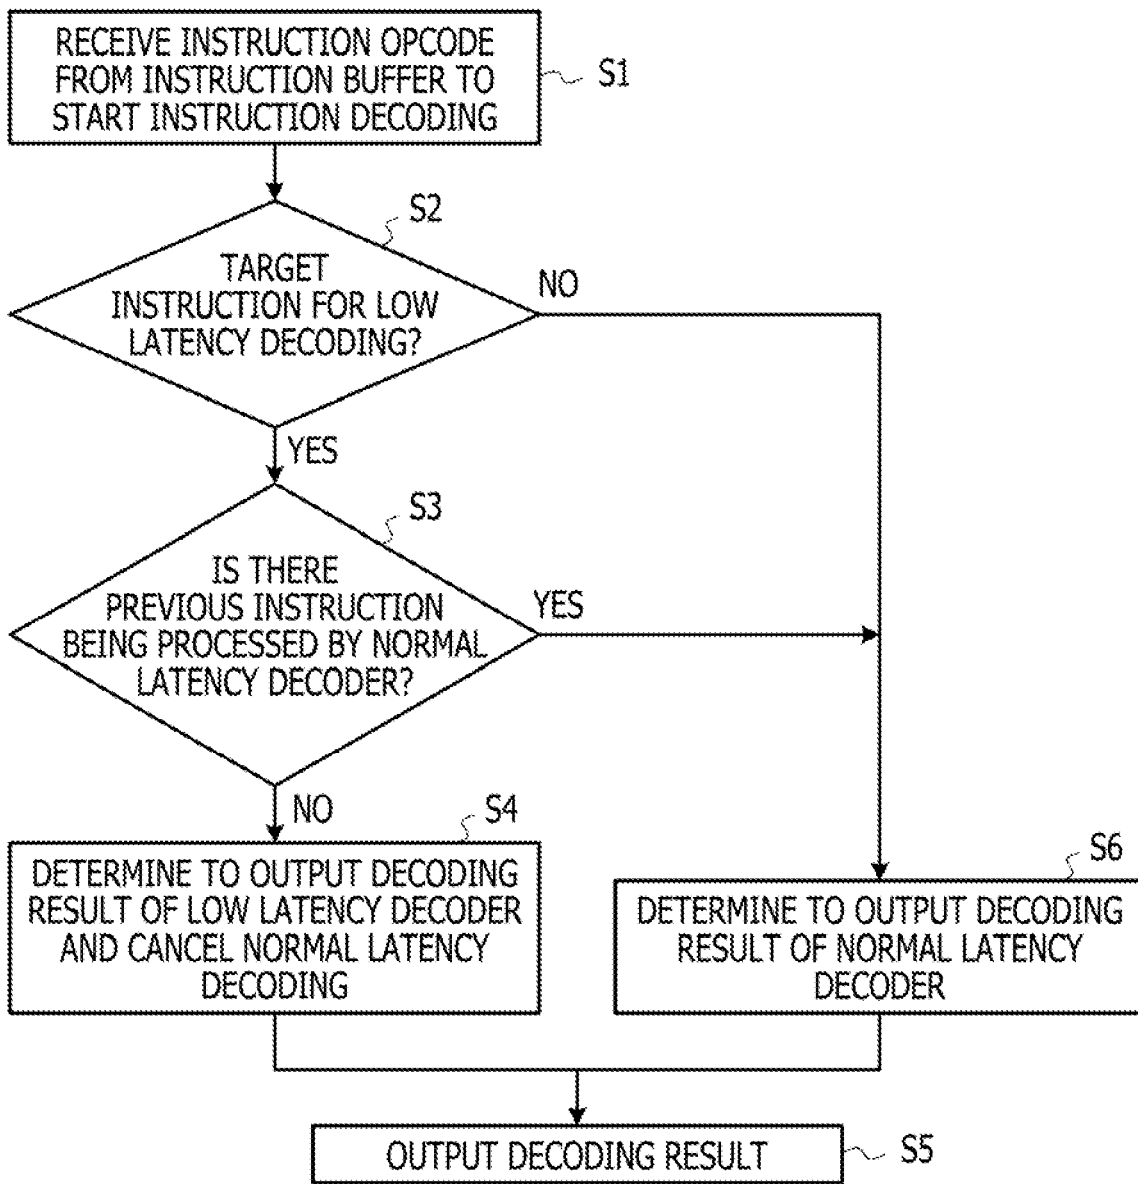 RECEIVE INSTRUCTION OPCODE
FROM INSTRUCTION BUFFER TO
START INSTRUCTION DECODING
S1
S2
TARGET
INSTRUCTION FOR LOW
LATENCY DECODING?
NO
YES
S3
IS THERE
PREVIOUS INSTRUCTION
BEING PROCESSED BY NORMAL
LATENCY DECODER?
YES
NO
S4
DETERMINE TO OUTPUT DECODING
RESULT OF LOW LATENCY DECODER
AND CANCEL NORMAL LATENCY
DECODING
S6
DETERMINE TO OUTPUT DECODING
RESULT OF NORMAL LATENCY
DECODER
OUTPUT DECODING RESULT
S5